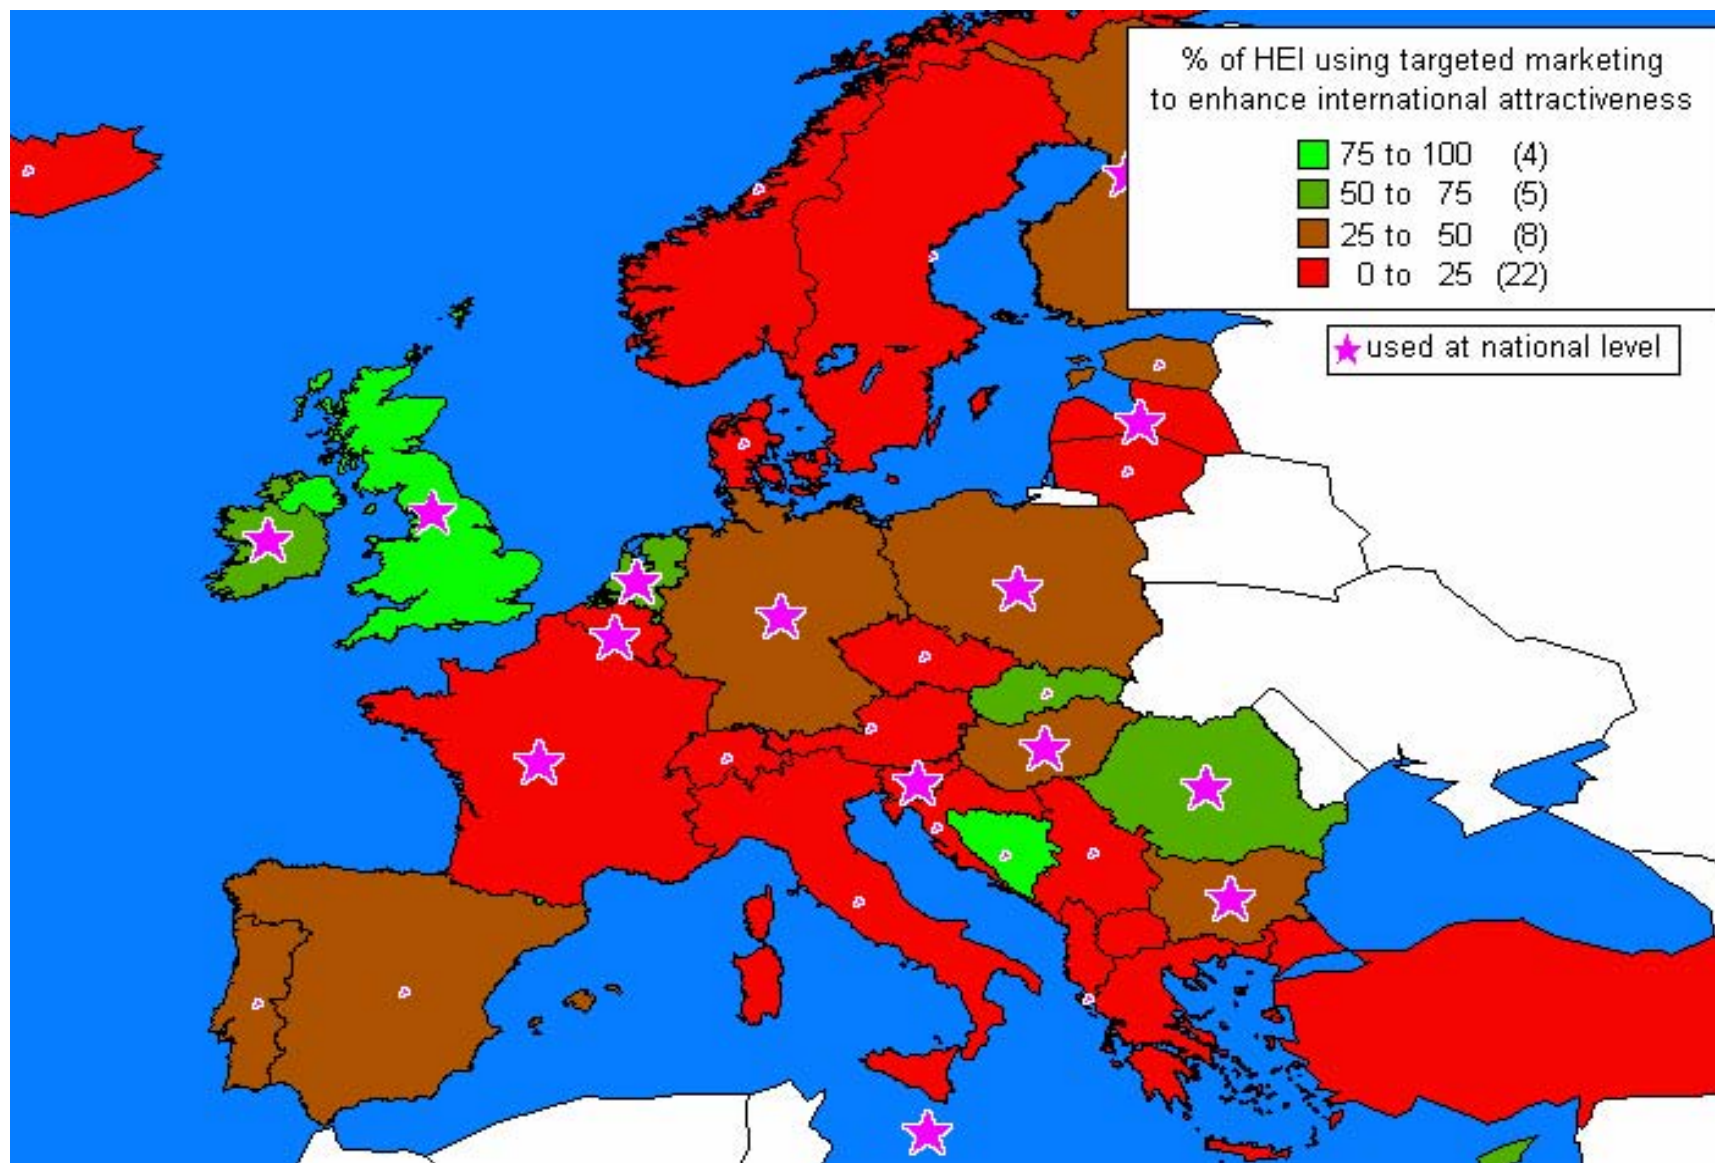 % of HEI using targeted marketing
to enhance international attractiveness
75 to 100 (4)
50 to 75 (5)
25 to 50 (8)
0 to 25 (22)
used at national level